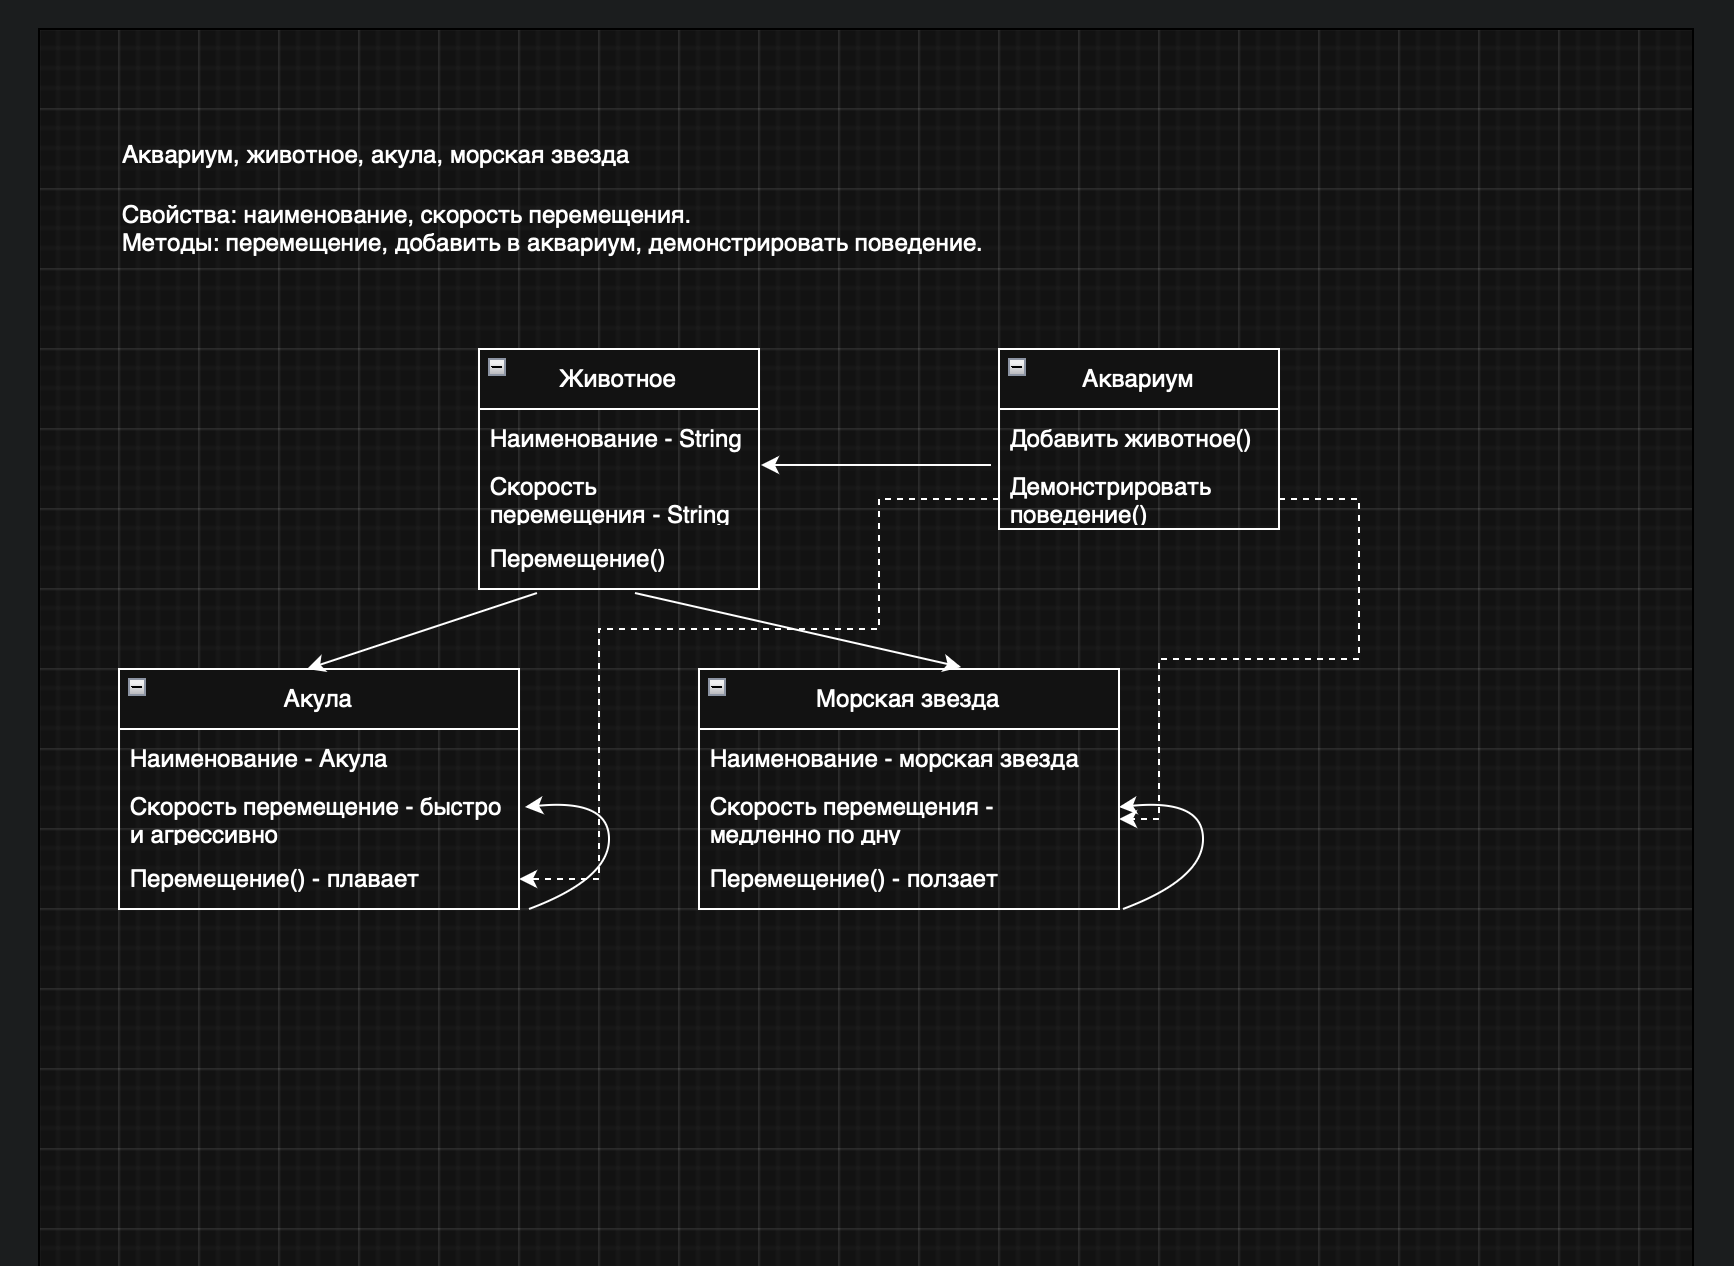 Аквариум, животное, акула, морская звезда
Свойства: наименование, скорость перемещения.
Методы: перемещение, добавить в аквариум, демонстрировать поведение.
Животное
Наименование - String
Скорость
перемещения - String
Перемещение()
Аквариум
Добавить животное()
Демонстрировать
поведение()
Акула
Наименование - Акула
Скорость перемещение - быстро
и агрессивно
Перемещение() - плавает
Морская звезда
Наименование - морская звезда
Скорость перемещения -
медленно по дну
Перемещение() - ползает